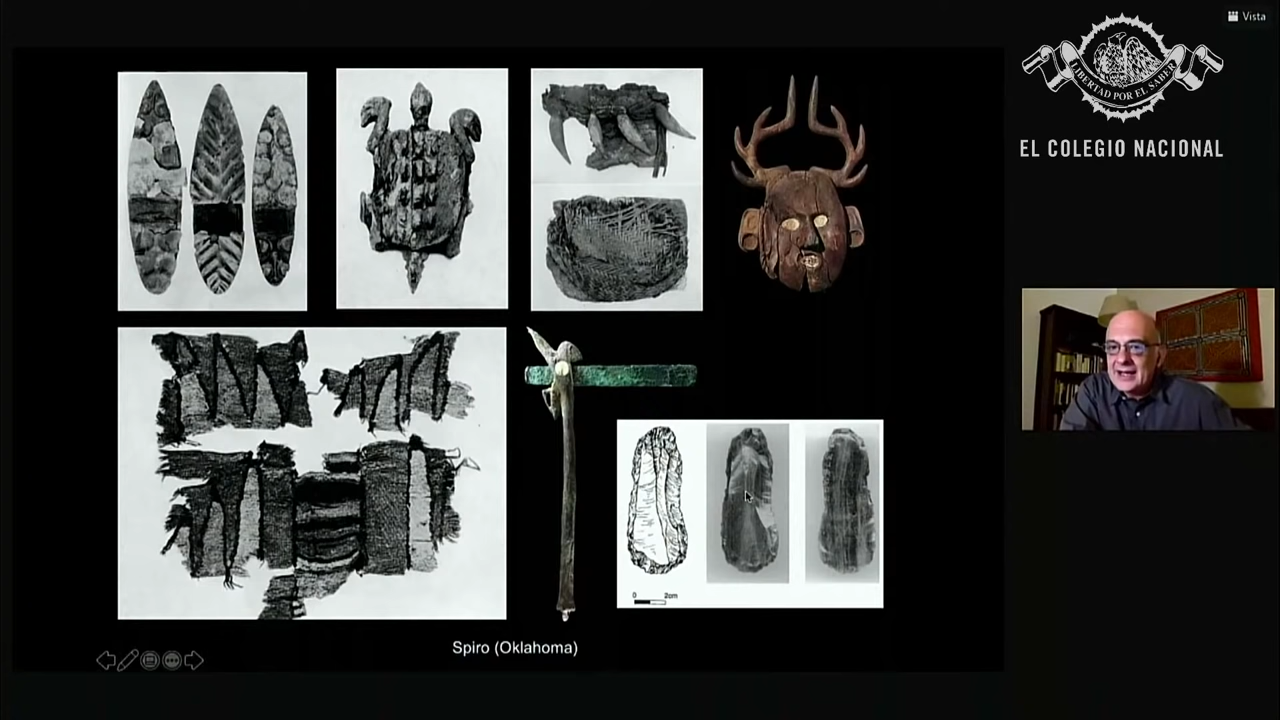 Vista
LIBERTAD POR EL SABER
EL COLEGIO NACIONAL
0 2cm
Spiro (Oklahoma)